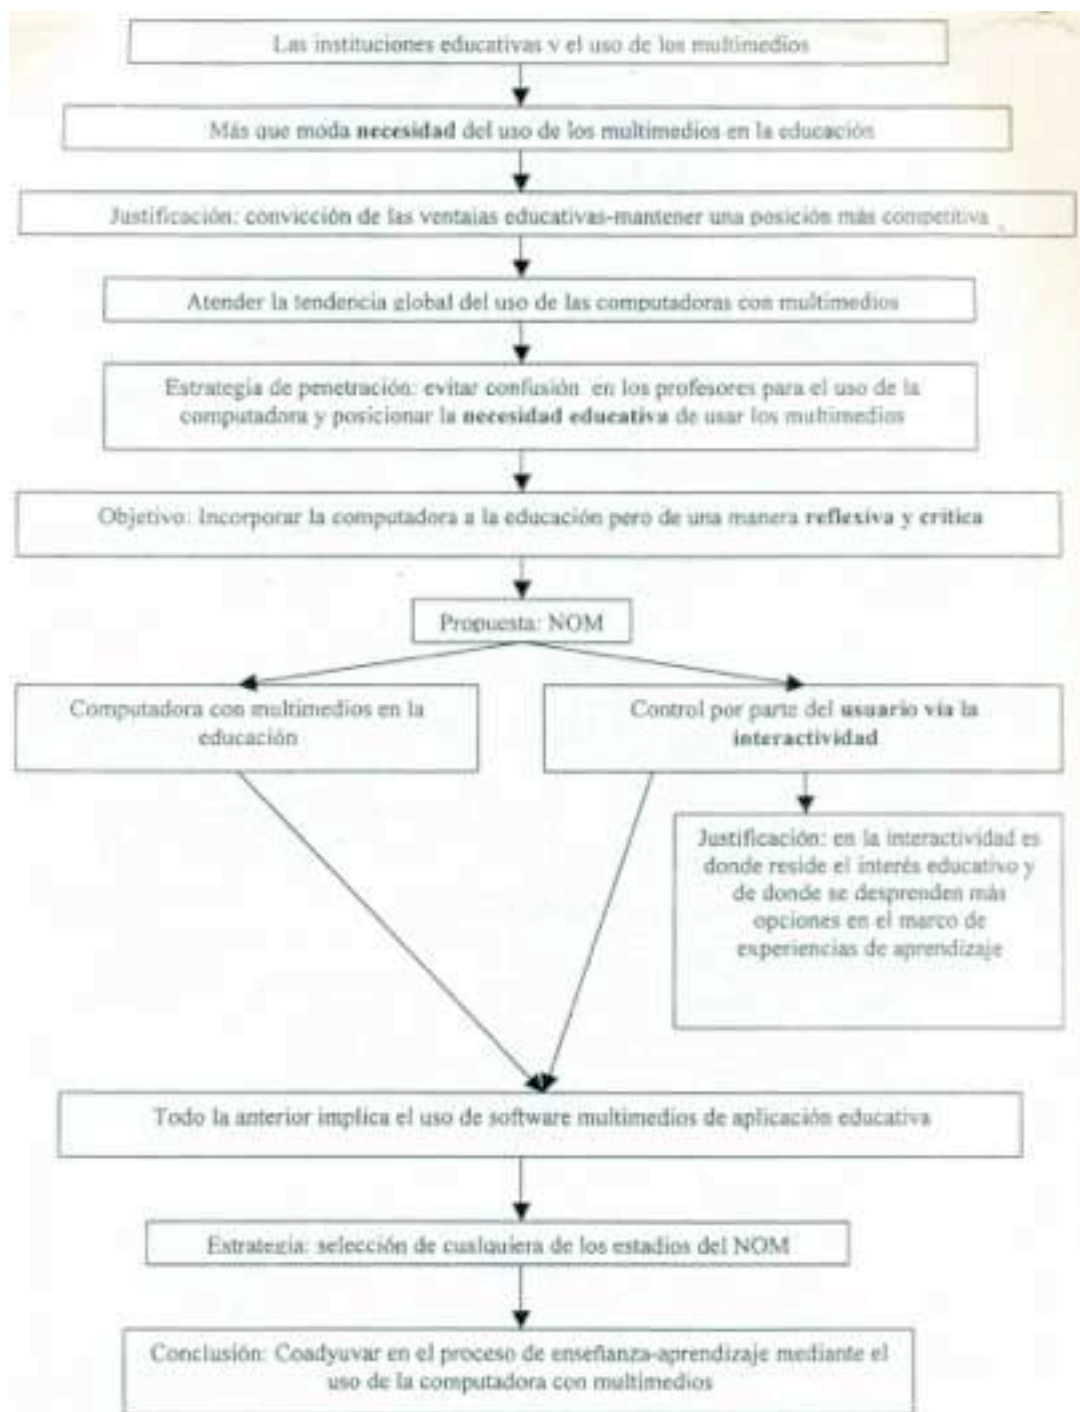 Las instituciones educativas y el uso de los multimedios
Más que moda necesidad del uso de los multimedios en la educación
Justificación: convicción de las ventajas educativas-mantener una posición más competitiva
Atender la tendencia global del uso de las computadoras con multimedios
Estrategia de penetración: evitar confusión en los profesores para el uso de la
computadora y posicionar la necesidad educativa de usar los multimedios
Objetivo: Incorporar la computadora a la educación pero de una manera reflexiva y crítica
Propuesta: NOM
Computadora con multimedios en la
educación
Control por parte del usuario vía la
interactividad
Justificación: en la interactividad es
donde reside el interés educativo y
de donde se desprenden más
opciones en el marco de
experiencias de aprendizaje
Todo la anterior implica el uso de software multimedios de aplicación educativa
Estrategia: selección de cualquiera de los estadios del NOM
Conclusión: Coadyuvar en el proceso de enseñanza-aprendizaje mediante el
uso de la computadora con multimedios